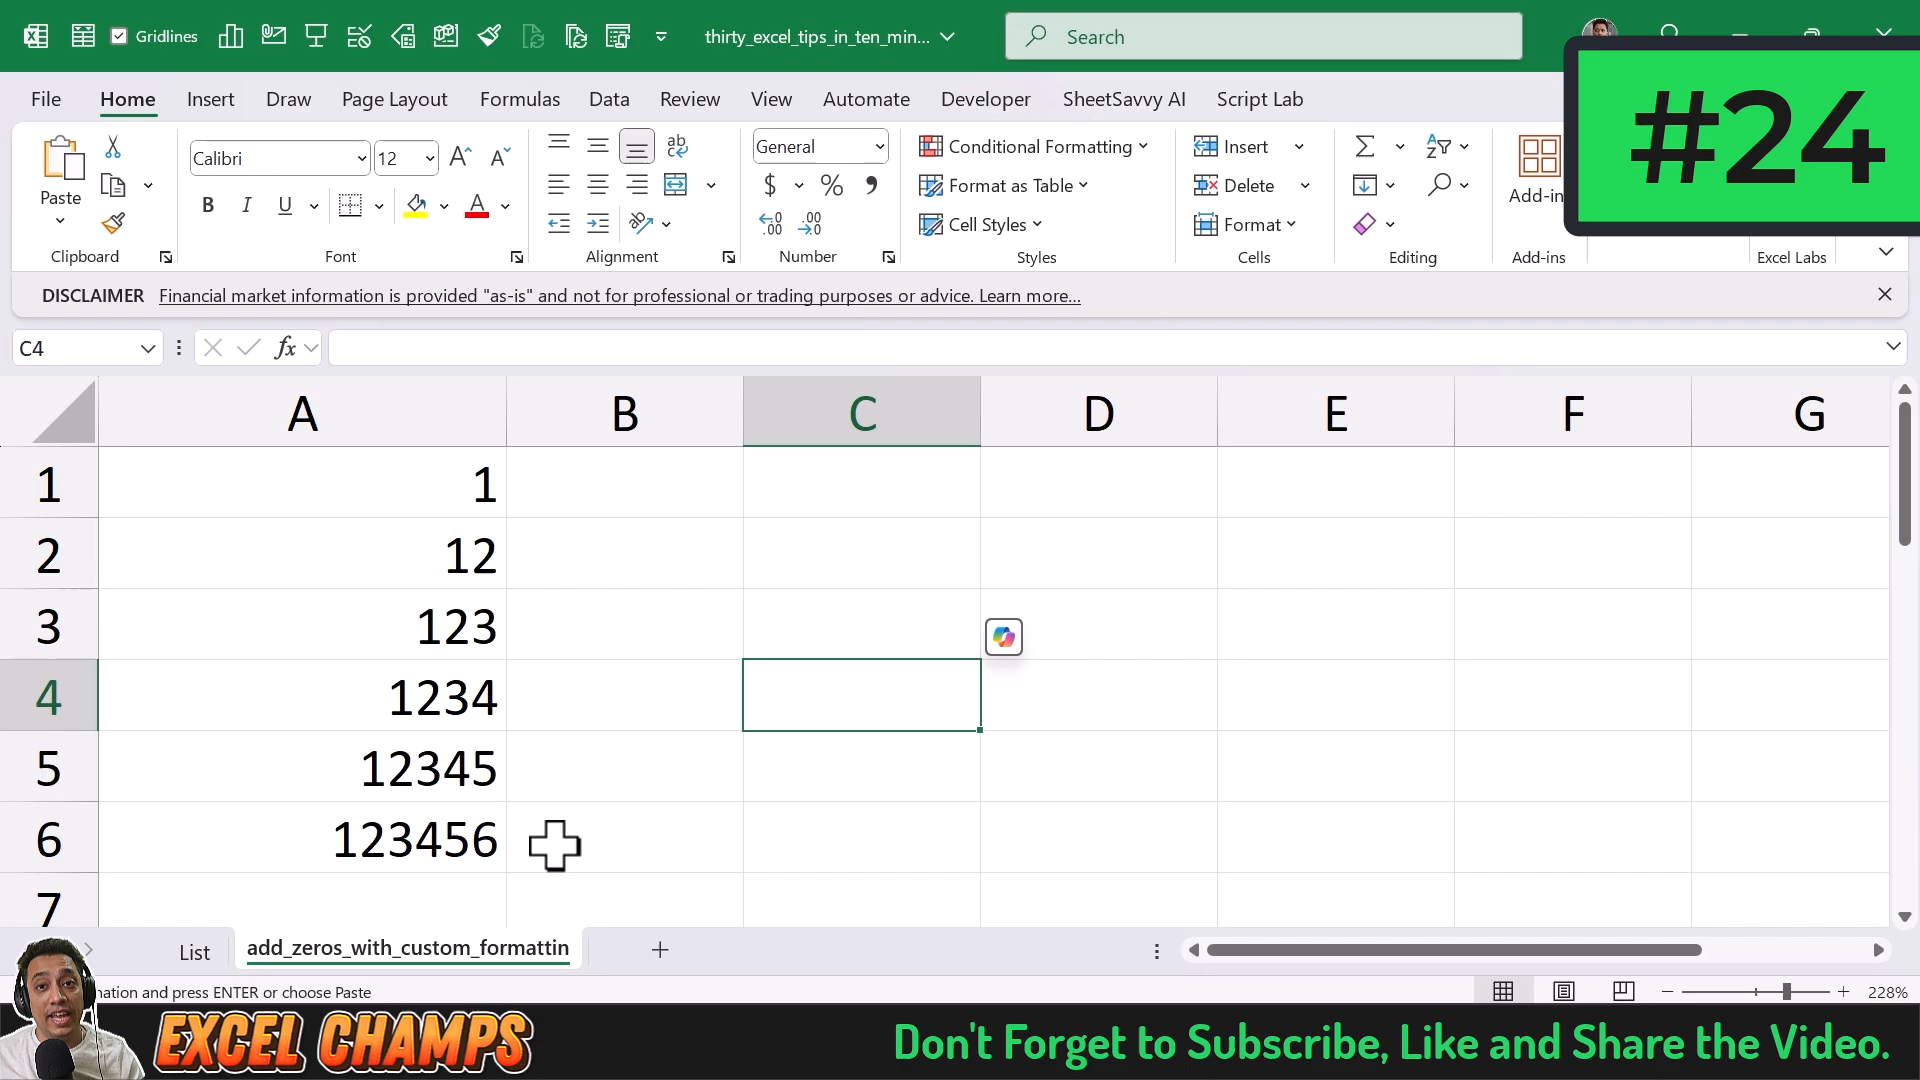 Gridlines
thirty_excel_tips_in_ten_min...
Search
#24
File Home Insert Draw Page Layout Formulas Data Review View Automate Developer SheetSavvy AI Script Lab
Paste
Calibri
12
B I U
General
Conditional Formatting
Format as Table
Cell Styles
Insert
Delete
Format
Add-in
Clipboard Font Alignment Number Styles Cells Editing Add-ins Excel Labs
DISCLAIMER Financial market information is provided "as-is" and not for professional or trading purposes or advice. Learn more...
C4
fx
A B C D E F G
1 1
2 12
3 123
4 1234
5 12345
6 123456
7
List add_zeros_with_custom_formattin
nation and press ENTER or choose Paste
228%
EXCEL CHAMPS
Don't Forget to Subscribe, Like and Share the Video.